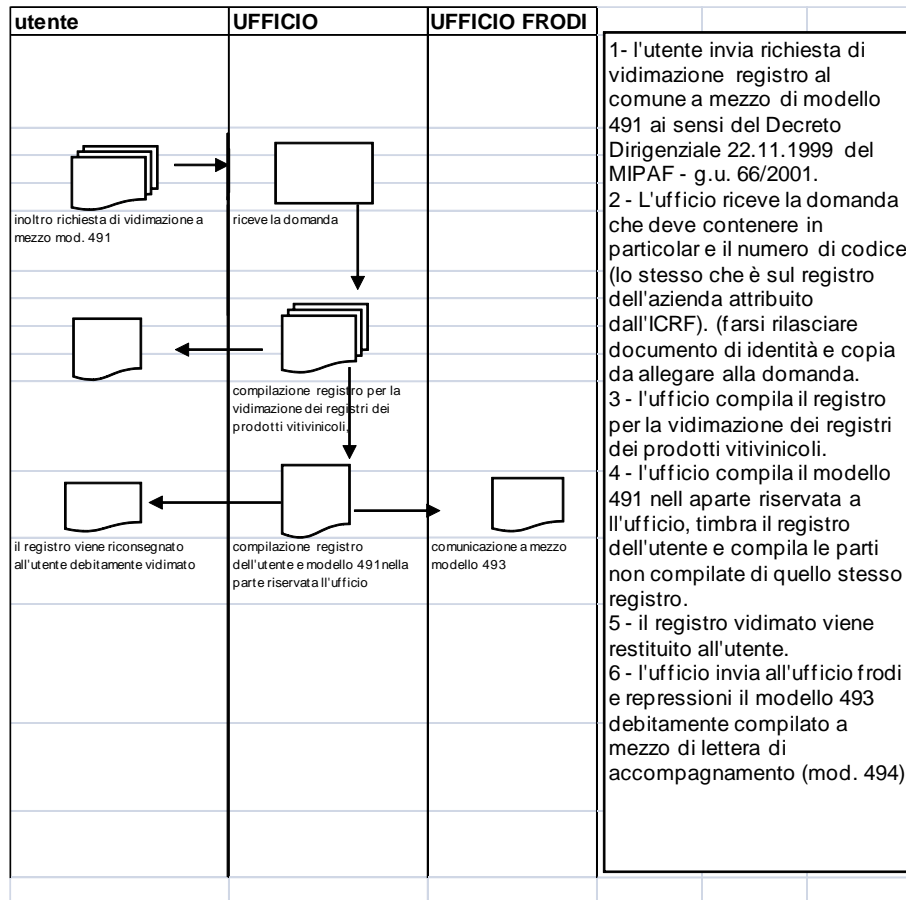 utente
UFFICIO
UFFICIO FRODI
inoltro richiesta di vidimazione a
mezzo mod. 491
riceve la domanda
compilazione registro per la
vidimazione dei registri dei
prodotti vitivinicoli,
il registro viene riconsegnato
all'utente debitamente vidimato
compilazione registro
dell'utente e modello 491nella
parte riservata ll'ufficio
comunicazione a mezzo
modello 493
1- l'utente invia richiesta di
vidimazione registro al
comune a mezzo di modello
491 ai sensi del Decreto
Dirigenziale 22.11.1999 del
MIPAF - g.u. 66/2001.
2 - L'ufficio riceve la domanda
che deve contenere in
particolar e il numero di codice
(lo stesso che è sul registro
dell'azienda attribuito
dall'ICRF). (farsi rilasciare
documento di identità e copia
da allegare alla domanda.
3 - l'ufficio compila il registro
per la vidimazione dei registri
dei prodotti vitivinicoli.
4 - l'ufficio compila il modello
491 nell aparte riservata a
ll'ufficio, timbra il registro
dell'utente e compila le parti
non compilate di quello stesso
registro.
5 - il registro vidimato viene
restituito all'utente.
6 - l'ufficio invia all'ufficio frodi
e repressioni il modello 493
debitamente compilato a
mezzo di lettera di
accompagnamento (mod. 494)